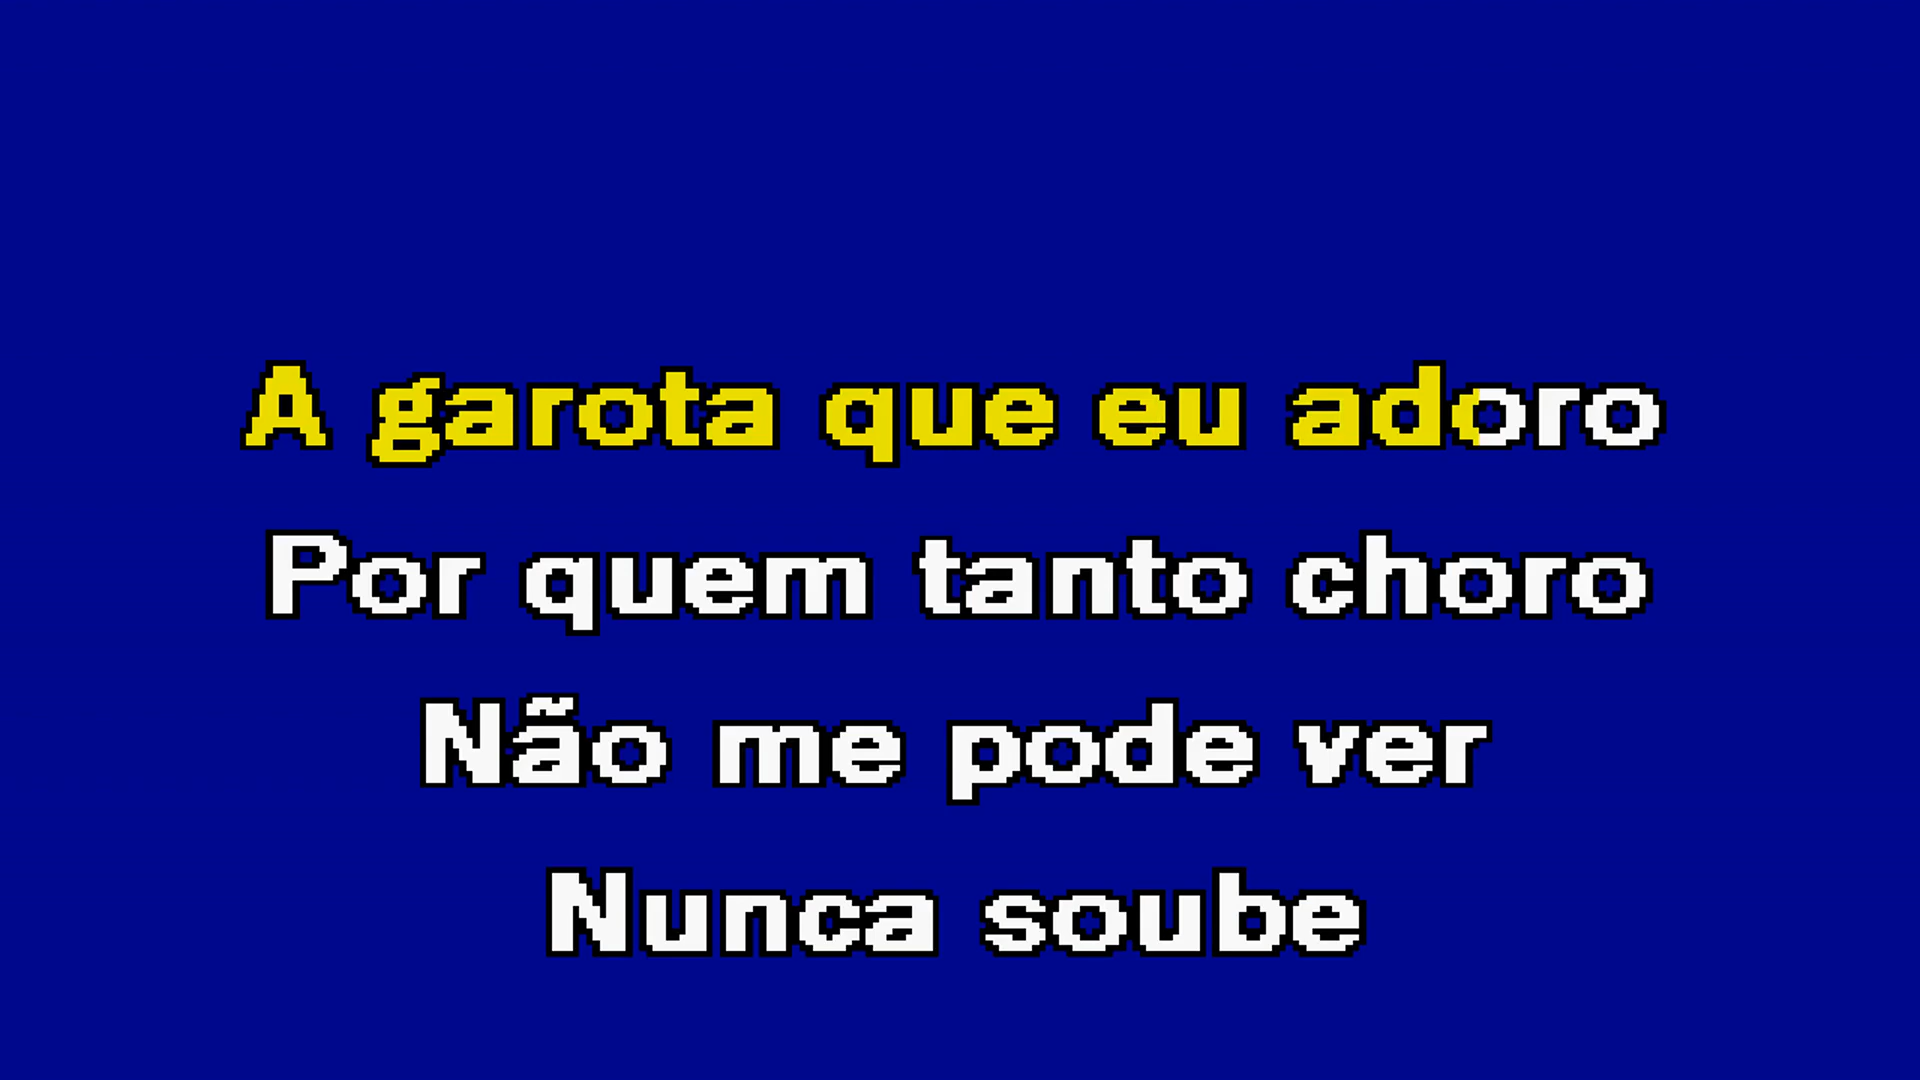 A garota que eu adoro
Por quem tanto choro
Não me pode ver
Nunca soube